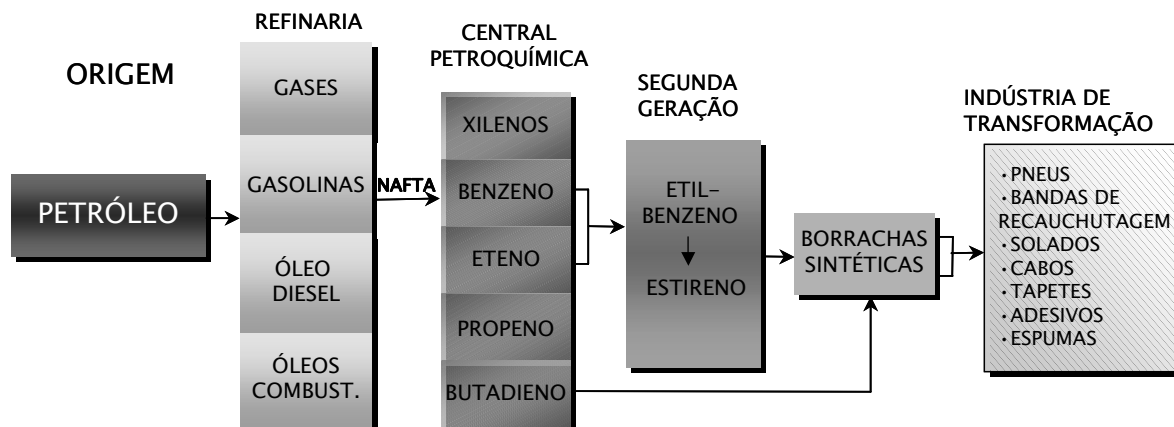 ORIGEM
PETRÓLEO
REFINARIA
GASES
GASOLINAS
ÓLEO
DIESEL
ÓLEOS
COMBUST.
NAFTA
CENTRAL
PETROQUÍMICA
XILENOS
BENZENO
ETENO
PROPENO
BUTADIENO
SEGUNDA
GERAÇÃO
ETIL-
BENZENO
ESTIRENO
BORRACHAS
SINTÉTICAS
INDÚSTRIA DE
TRANSFORMAÇÃO
•PNEUS
•BANDAS DE
RECAUCHUTAGEM
•SOLADOS
•CABOS
•TAPETES
•ADESIVOS
•ESPUMAS